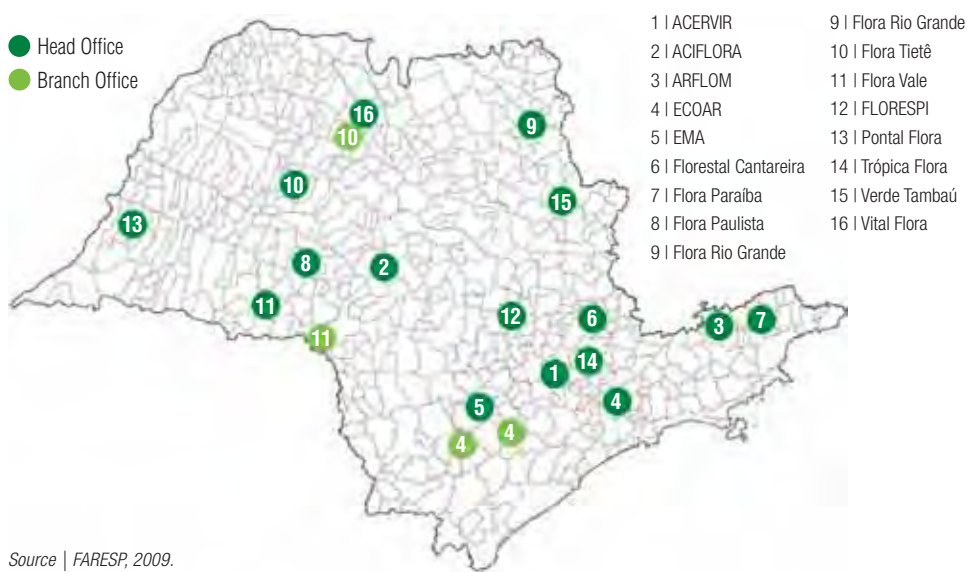 Head Office
Branch Office
1 | ACERVIR
2 | ACIFLORA
3 | ARFLOM
4 | ECOAR
5 | EMA
6 | Florestal Cantareira
7 | Flora Paraíba
8 | Flora Paulista
9 | Flora Rio Grande
9 | Flora Rio Grande
10 | Flora Tietê
11 | Flora Vale
12 | FLORESPI
13 | Pontal Flora
14 | Trópica Flora
15 | Verde Tambaú
16 | Vital Flora
16
10
9
10
15
13
8
2
11
12
6
3
7
11
14
1
4
5
4
4
Source | FARESP, 2009.